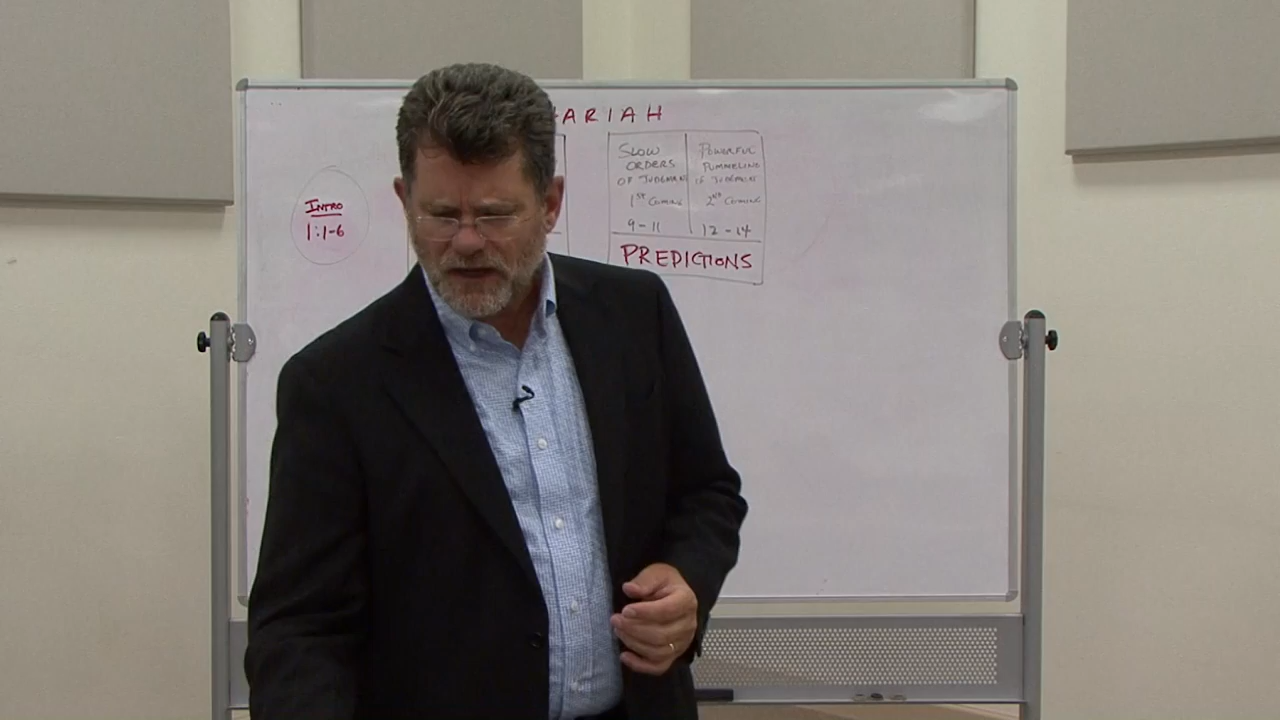 ARIAH
INTRO
1:1-6
SLOW
ORDERS
OF JUDGMEN
1ST COMING
9-11
POWERFUL
PUMMELING
OF JUDGMENT
2ND COMING
12-14
PREDICTIONS